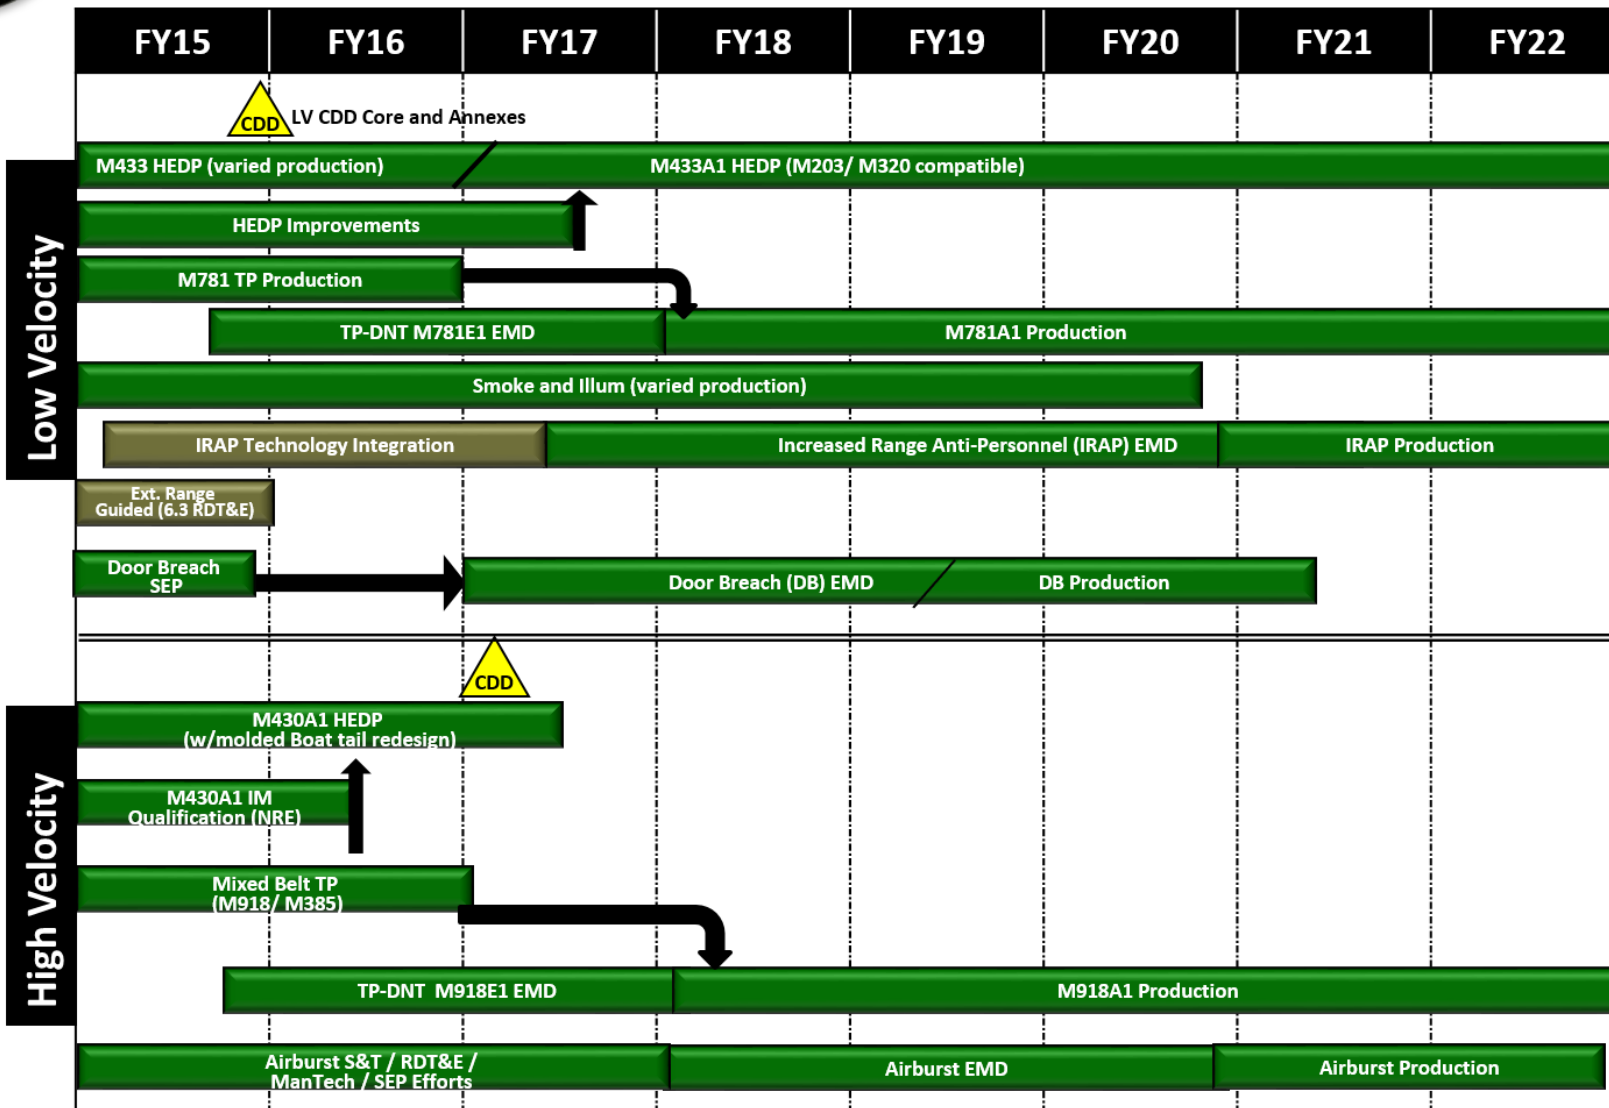 FY15 FY16 FY17 FY18 FY19 FY20 FY21 FY22
CDD LV CDD Core and Annexes
Low Velocity
M433 HEDP (varied production) M433A1 HEDP (M203/ M320 compatible)
HEDP Improvements
M781 TP Production
TP-DNT M781E1 EMD M781A1 Production
Smoke and Illum (varied production)
IRAP Technology Integration Increased Range Anti-Personnel (IRAP) EMD IRAP Production
Ext. Range
Guided (6.3 RDT&E)
Door Breach
SEP
Door Breach (DB) EMD DB Production
CDD
High Velocity
M430A1 HEDP
(w/molded Boat tail redesign)
M430A1 IM
Qualification (NRE)
Mixed Belt TP
(M918/ M385)
TP-DNT M918E1 EMD M918A1 Production
Airburst S&T / RDT&E /
ManTech / SEP Efforts
Airburst EMD Airburst Production